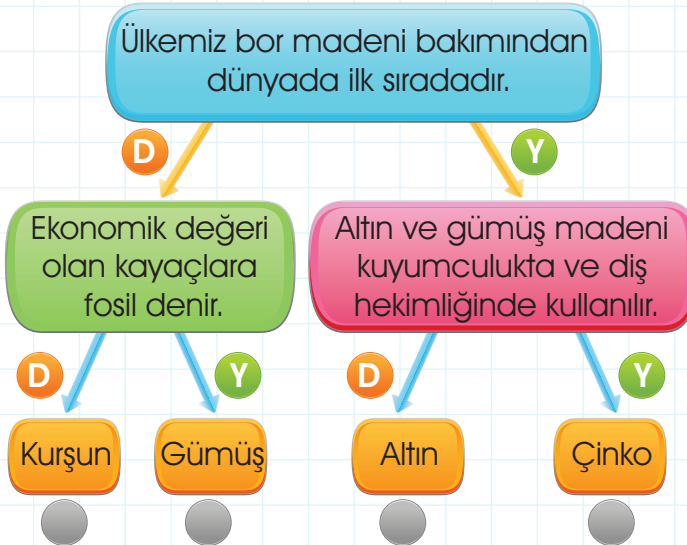 Ülkemiz bor madeni bakımından
dünyada ilk sıradadır.
D
Y
Ekonomik değeri
olan kayaçlara
fosil denir.
Altın ve gümüş madeni
kuyumculukta ve diş
hekimliğinde kullanılır.
D
Y
D
Y
Kurşun
Gümüş
Altın
Çinko